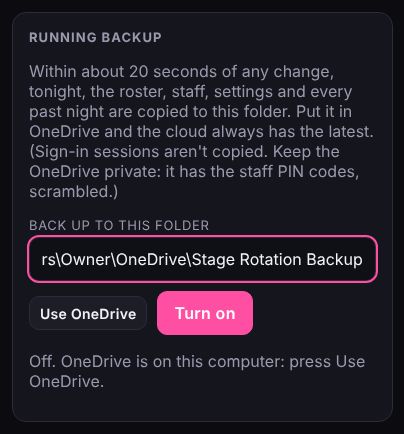 RUNNING BACKUP
Within about 20 seconds of any change,
tonight, the roster, staff, settings and every
past night are copied to this folder. Put it in
OneDrive and the cloud always has the latest.
(Sign-in sessions aren't copied. Keep the
OneDrive private: it has the staff PIN codes,
scrambled.)
BACK UP TO THIS FOLDER
rs\Owner\OneDrive\Stage Rotation Backup
Use OneDrive
Turn on
Off. OneDrive is on this computer: press Use
OneDrive.